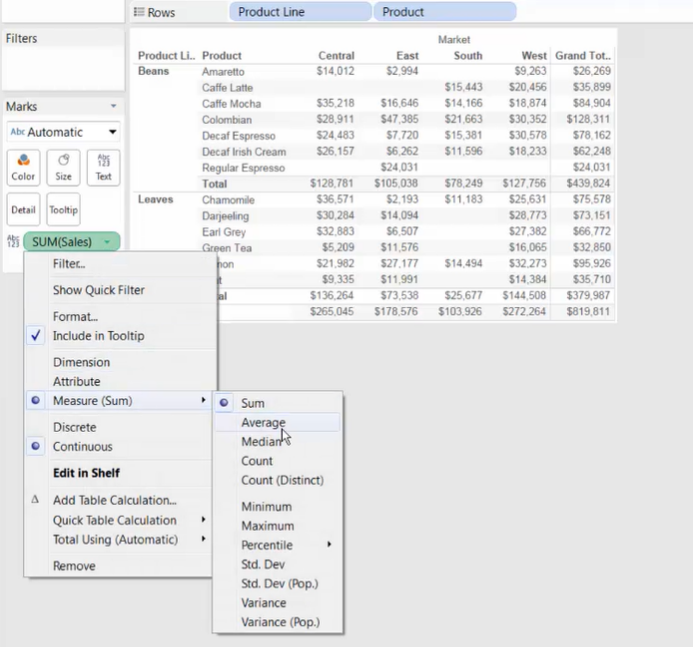 Rows Product Line Product
Filters
Marks
Abc Automatic
Color Size Abc 123 Text
Detail Tooltip
Abc 123 SUM(Sales)
Market
Product Li.. Product Central East South West Grand Tot..
Beans Amaretto $14,012 $2,994 $9,263 $26,269
Caffe Latte $15,443 $20,456 $35,899
Caffe Mocha $35,218 $16,646 $14,166 $18,874 $84,904
Colombian $28,911 $47,385 $21,663 $30,352 $128,311
Decaf Espresso $24,483 $7,720 $15,381 $30,578 $78,162
Decaf Irish Cream $26,157 $6,262 $11,596 $18,233 $62,248
Regular Espresso $24,031 $24,031
Total $128,781 $105,038 $78,249 $127,756 $439,824
Leaves Chamomile $36,571 $2,193 $11,183 $25,631 $75,578
Darjeeling $30,284 $14,094 $28,773 $73,151
Earl Grey $32,883 $6,507 $27,382 $66,772
Green Tea $5,209 $11,576 $16,065 $32,850
non $21,982 $27,177 $14,494 $32,273 $95,926
t $9,335 $11,991 $14,384 $35,710
al $136,264 $73,538 $25,677 $144,508 $379,987
$265,045 $178,576 $103,926 $272,264 $819,811
Filter...
Show Quick Filter
Format...
Include in Tooltip
Dimension
Attribute
Measure (Sum)
Discrete
Continuous
Edit in Shelf
Δ Add Table Calculation...
Quick Table Calculation
Total Using (Automatic)
Remove
Sum
Average
Median
Count
Count (Distinct)
Minimum
Maximum
Percentile
Std. Dev
Std. Dev (Pop.)
Variance
Variance (Pop.)